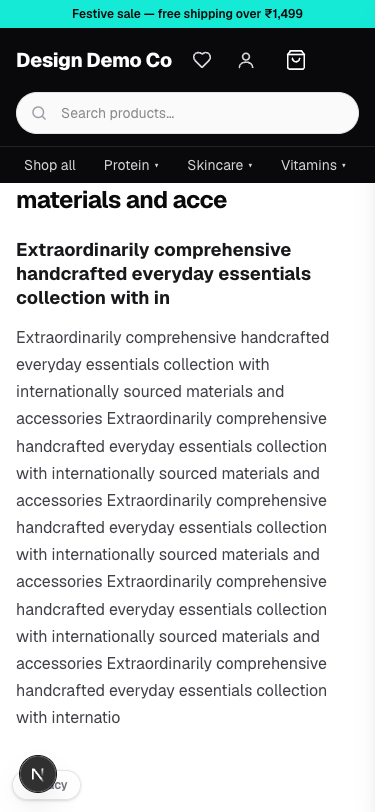 Festive sale — free shipping over ₹1,499
Design Demo Co
Search products...
Shop all Protein Skincare Vitamins
materials and acce
Extraordinarily comprehensive
handcrafted everyday essentials
collection with in
Extraordinarily comprehensive handcrafted
everyday essentials collection with
internationally sourced materials and
accessories Extraordinarily comprehensive
handcrafted everyday essentials collection
with internationally sourced materials and
accessories Extraordinarily comprehensive
handcrafted everyday essentials collection
with internationally sourced materials and
accessories Extraordinarily comprehensive
handcrafted everyday essentials collection
with internationally sourced materials and
accessories Extraordinarily comprehensive
handcrafted everyday essentials collection
with internatio
N